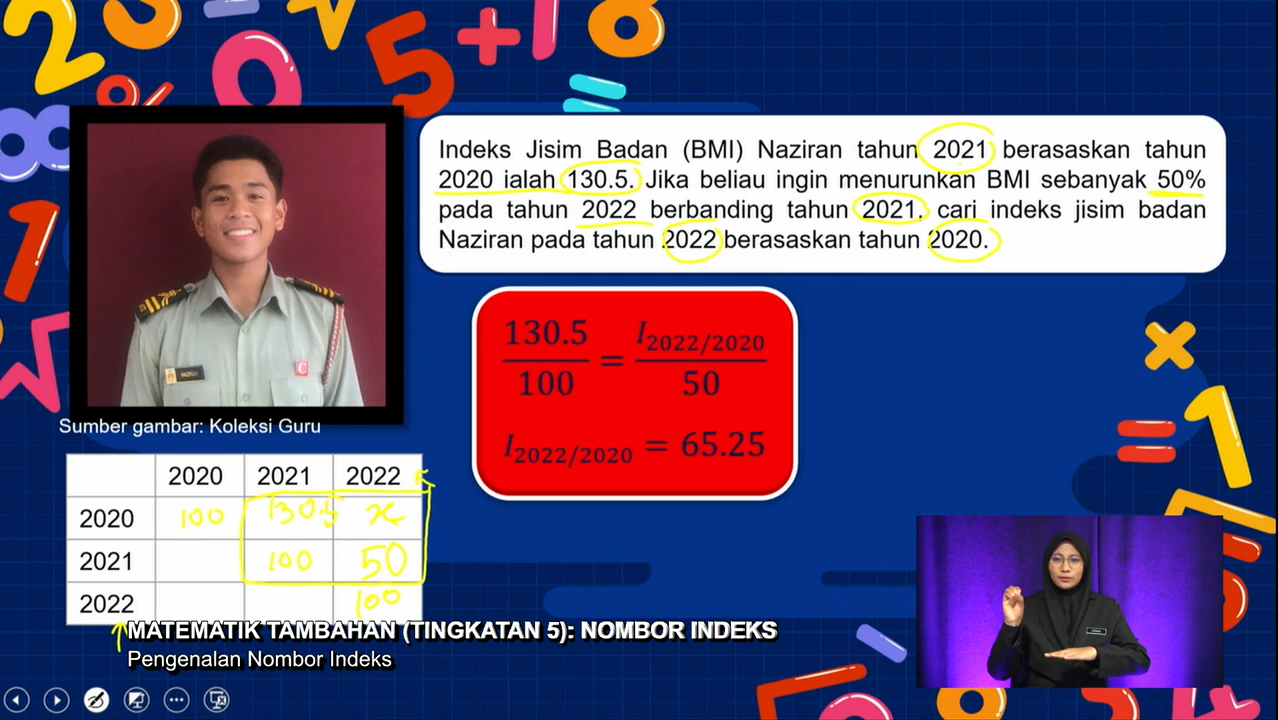 Indeks Jisim Badan (BMI) Naziran tahun 2021 berasaskan tahun
2020 ialah 130.5. Jika beliau ingin menurunkan BMI sebanyak 50%
pada tahun 2022 berbanding tahun 2021. cari indeks jisim badan
Naziran pada tahun 2022 berasaskan tahun 2020.
130.5/100 = I2022/2020/50
I2022/2020 = 65.25
Sumber gambar: Koleksi Guru
2020 2021 2022
2020 100 130.5 x
2021 100 50
2022 100
MATEMATIK TAMBAHAN (TINGKATAN 5): NOMBOR INDEKS
Pengenalan Nombor Indeks